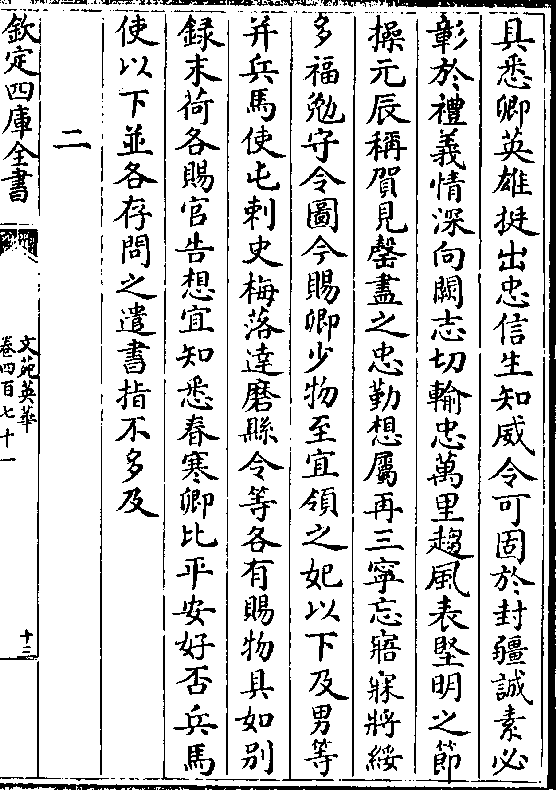 具悉卿英雄挺出忠信生知威令可固於封疆誠素必
彰於禮義情深向闕志切輸忠萬里趨風表堅明之節
操元辰稱賀見罄盡之忠勤想屬再三寧忘寤寐將綏
多福勉守令圖今賜卿少物至宜領之妃以下及男等
并兵馬使屯刺史梅落達磨縣令等各有賜物具如别
録末荷各賜官告想宜知悉春寒卿比平安好否兵馬
使以下並各存問之遣書指不多及
二
欽定四庫全書
文苑英華
卷四百七十一
十三